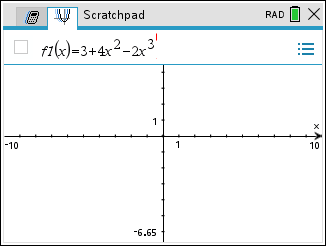 Scratchpad RAD
f1(x)=3+4x²−2x³
1
x
-10 1 10
-6.65